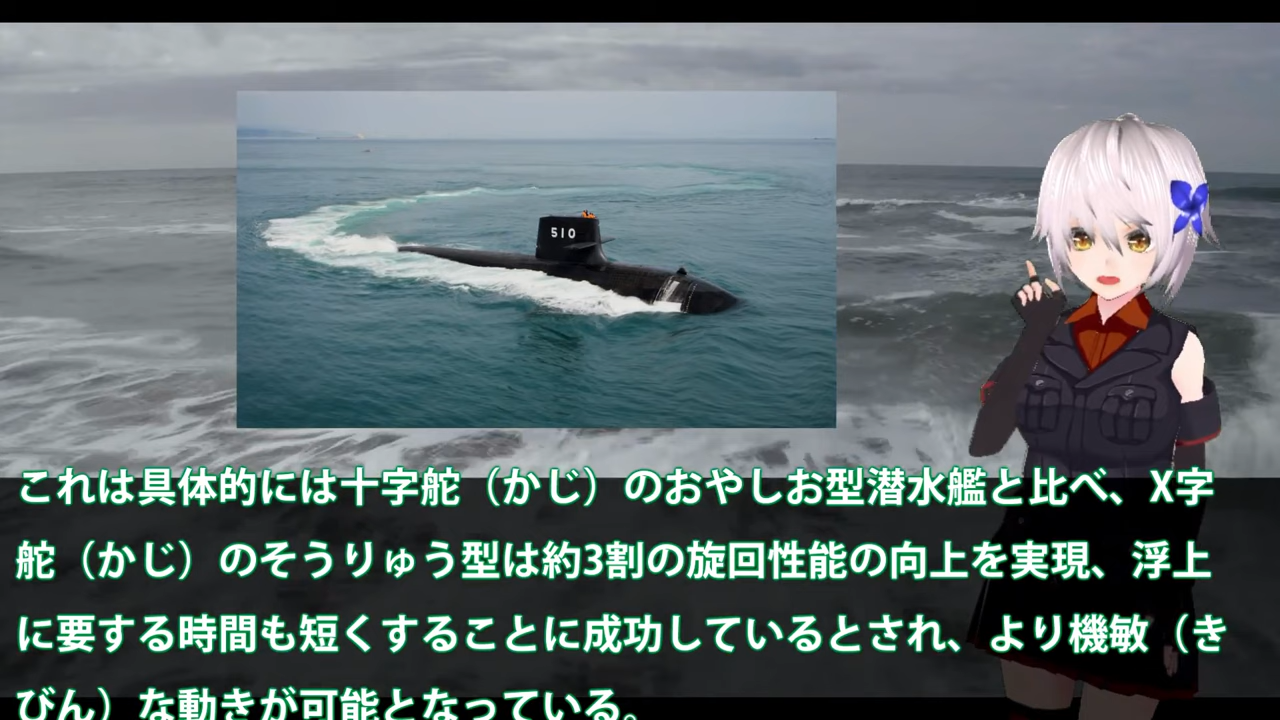 510
これは具体的には十字舵（かじ）のおやしお型潜水艦と比べ、X字
舵（かじ）のそうりゅう型は約3割の旋回性能の向上を実現、浮上
に要する時間も短くすることに成功しているとされ、より機敏（き
びん）な動きが可能となっている。